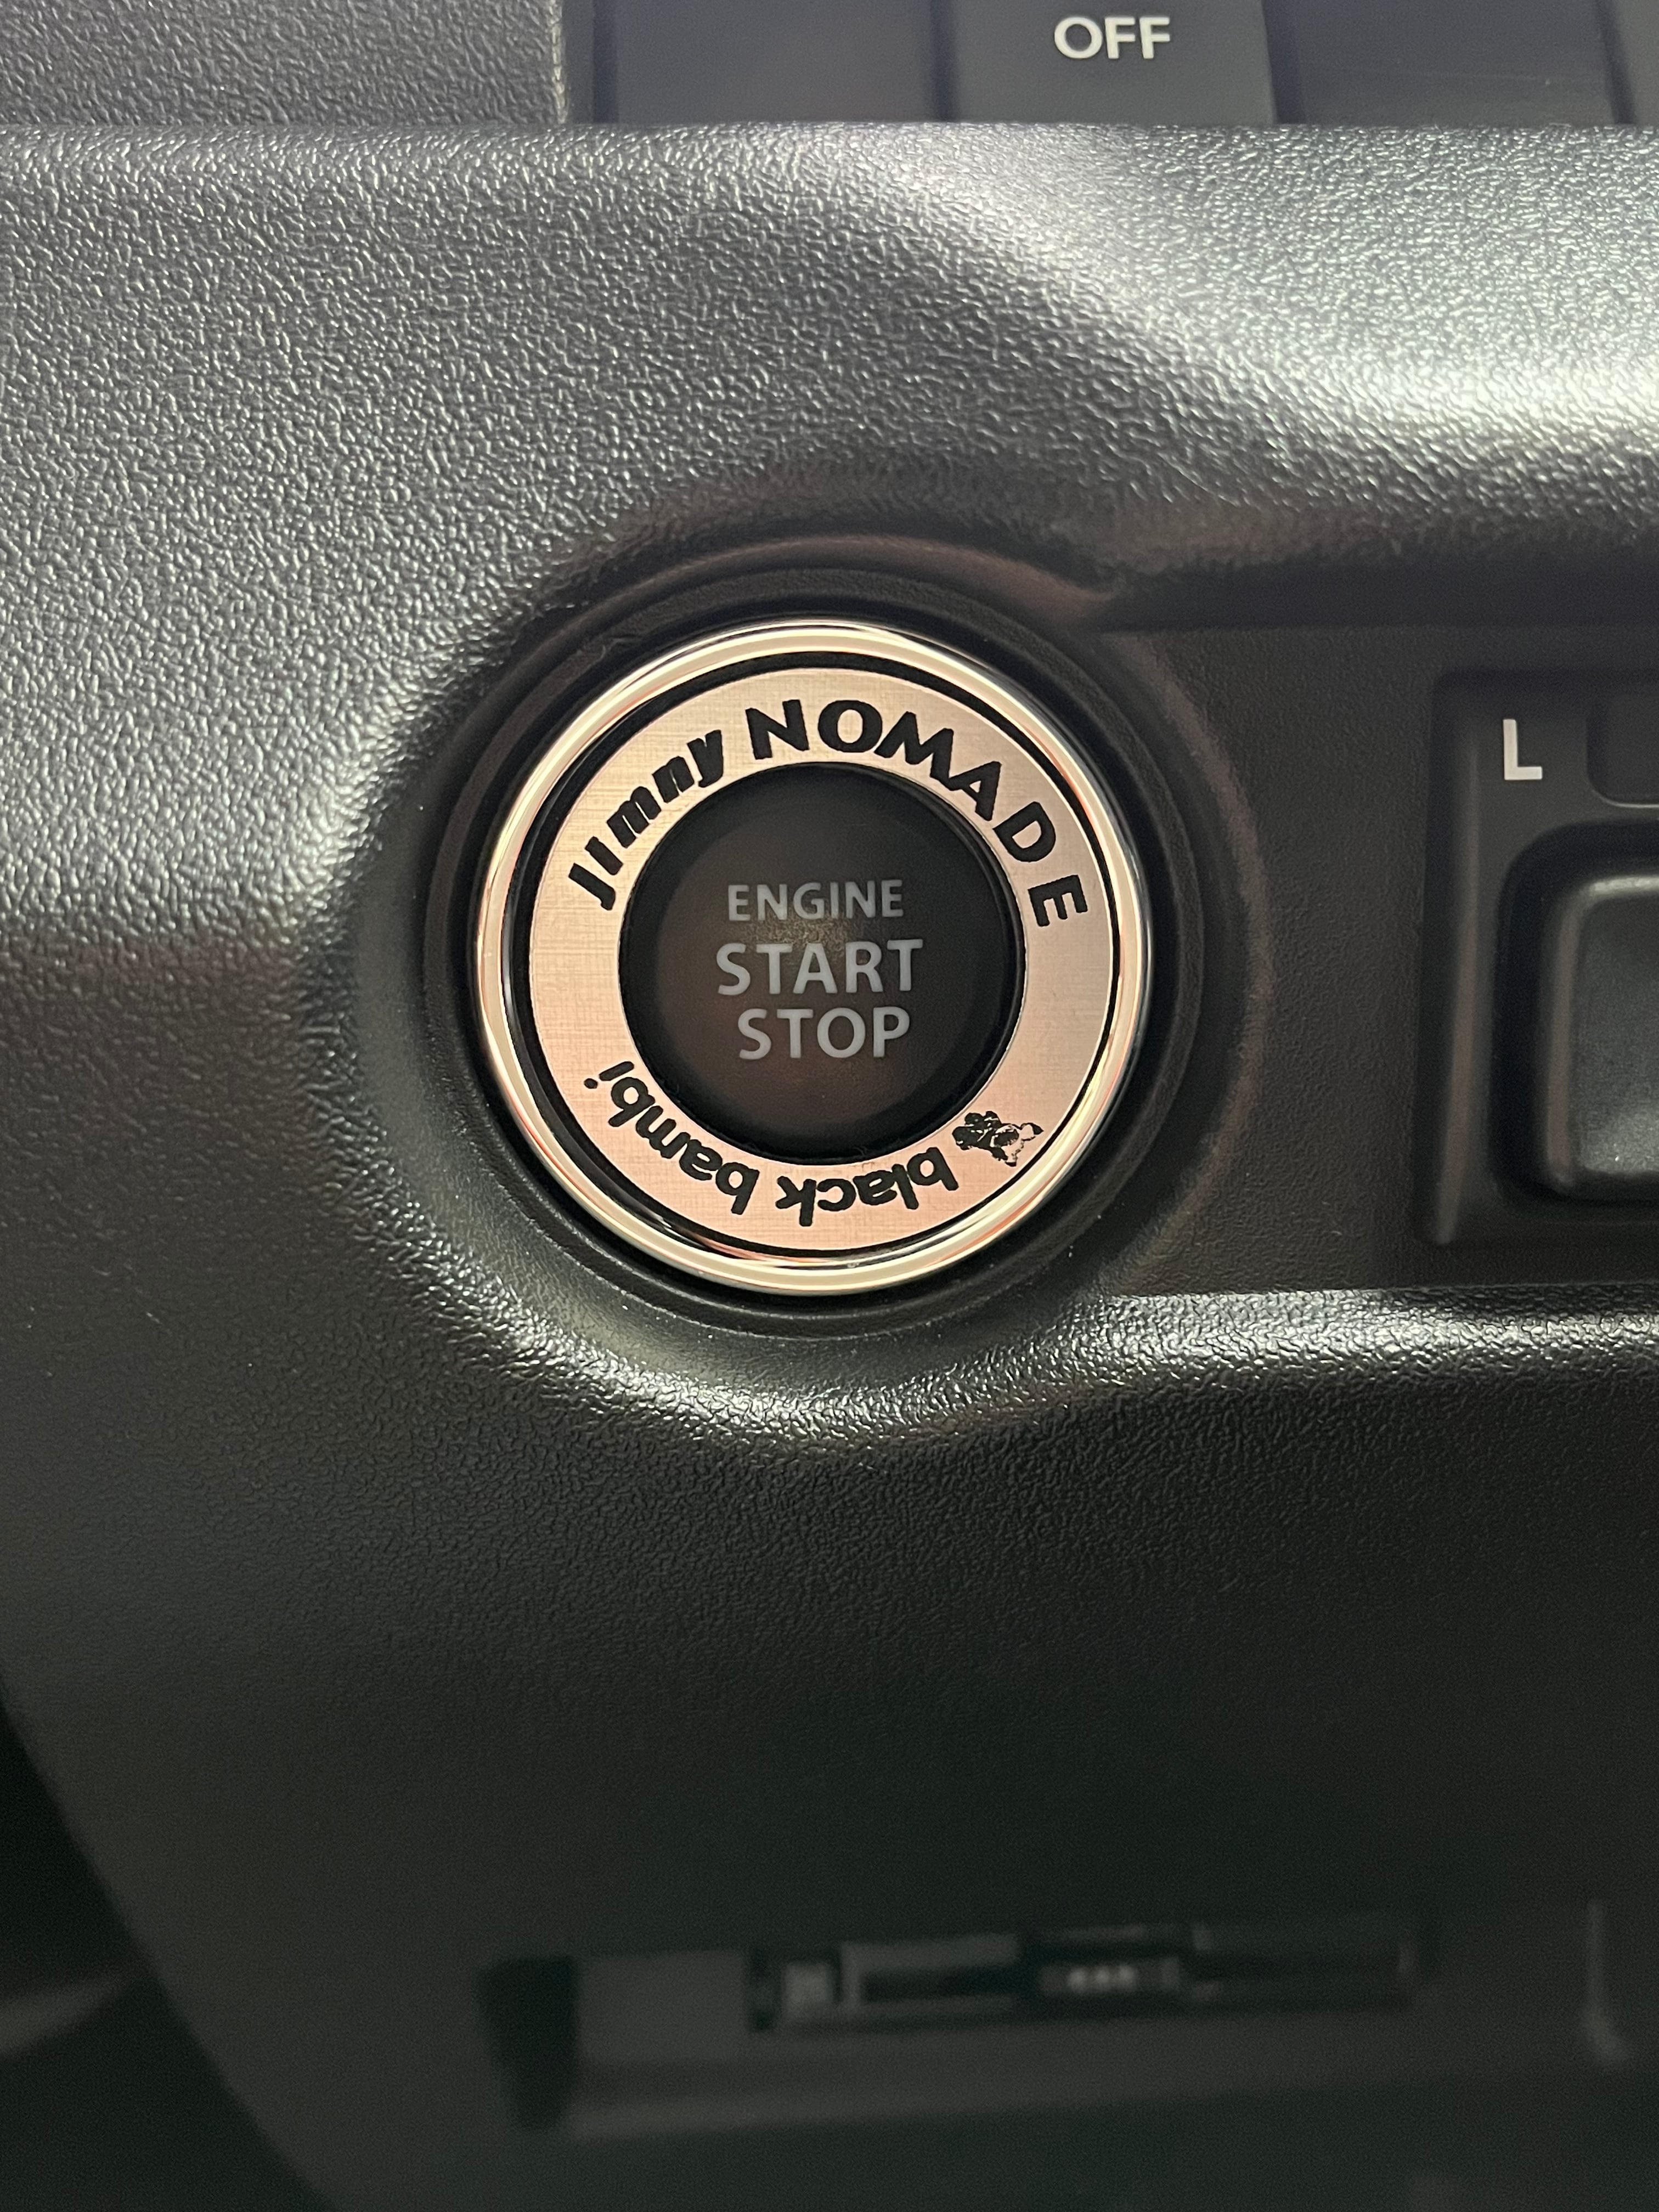 OFF
Jimny NOMADE
ENGINE
START
STOP
black bambi
L